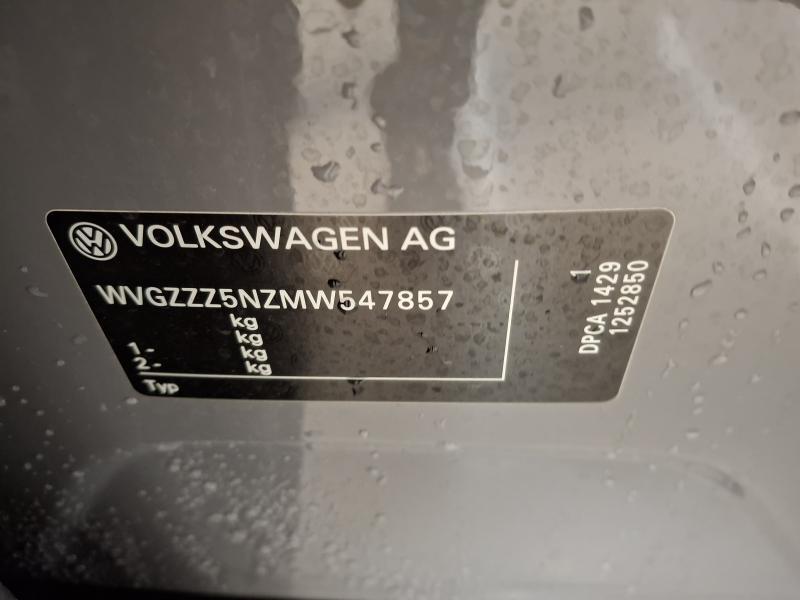 VOLKSWAGEN AG
WVGZZZ5NZMW547857
kg
kg
1.- kg
2.- kg
Typ
1
DPCA 1429
1252850